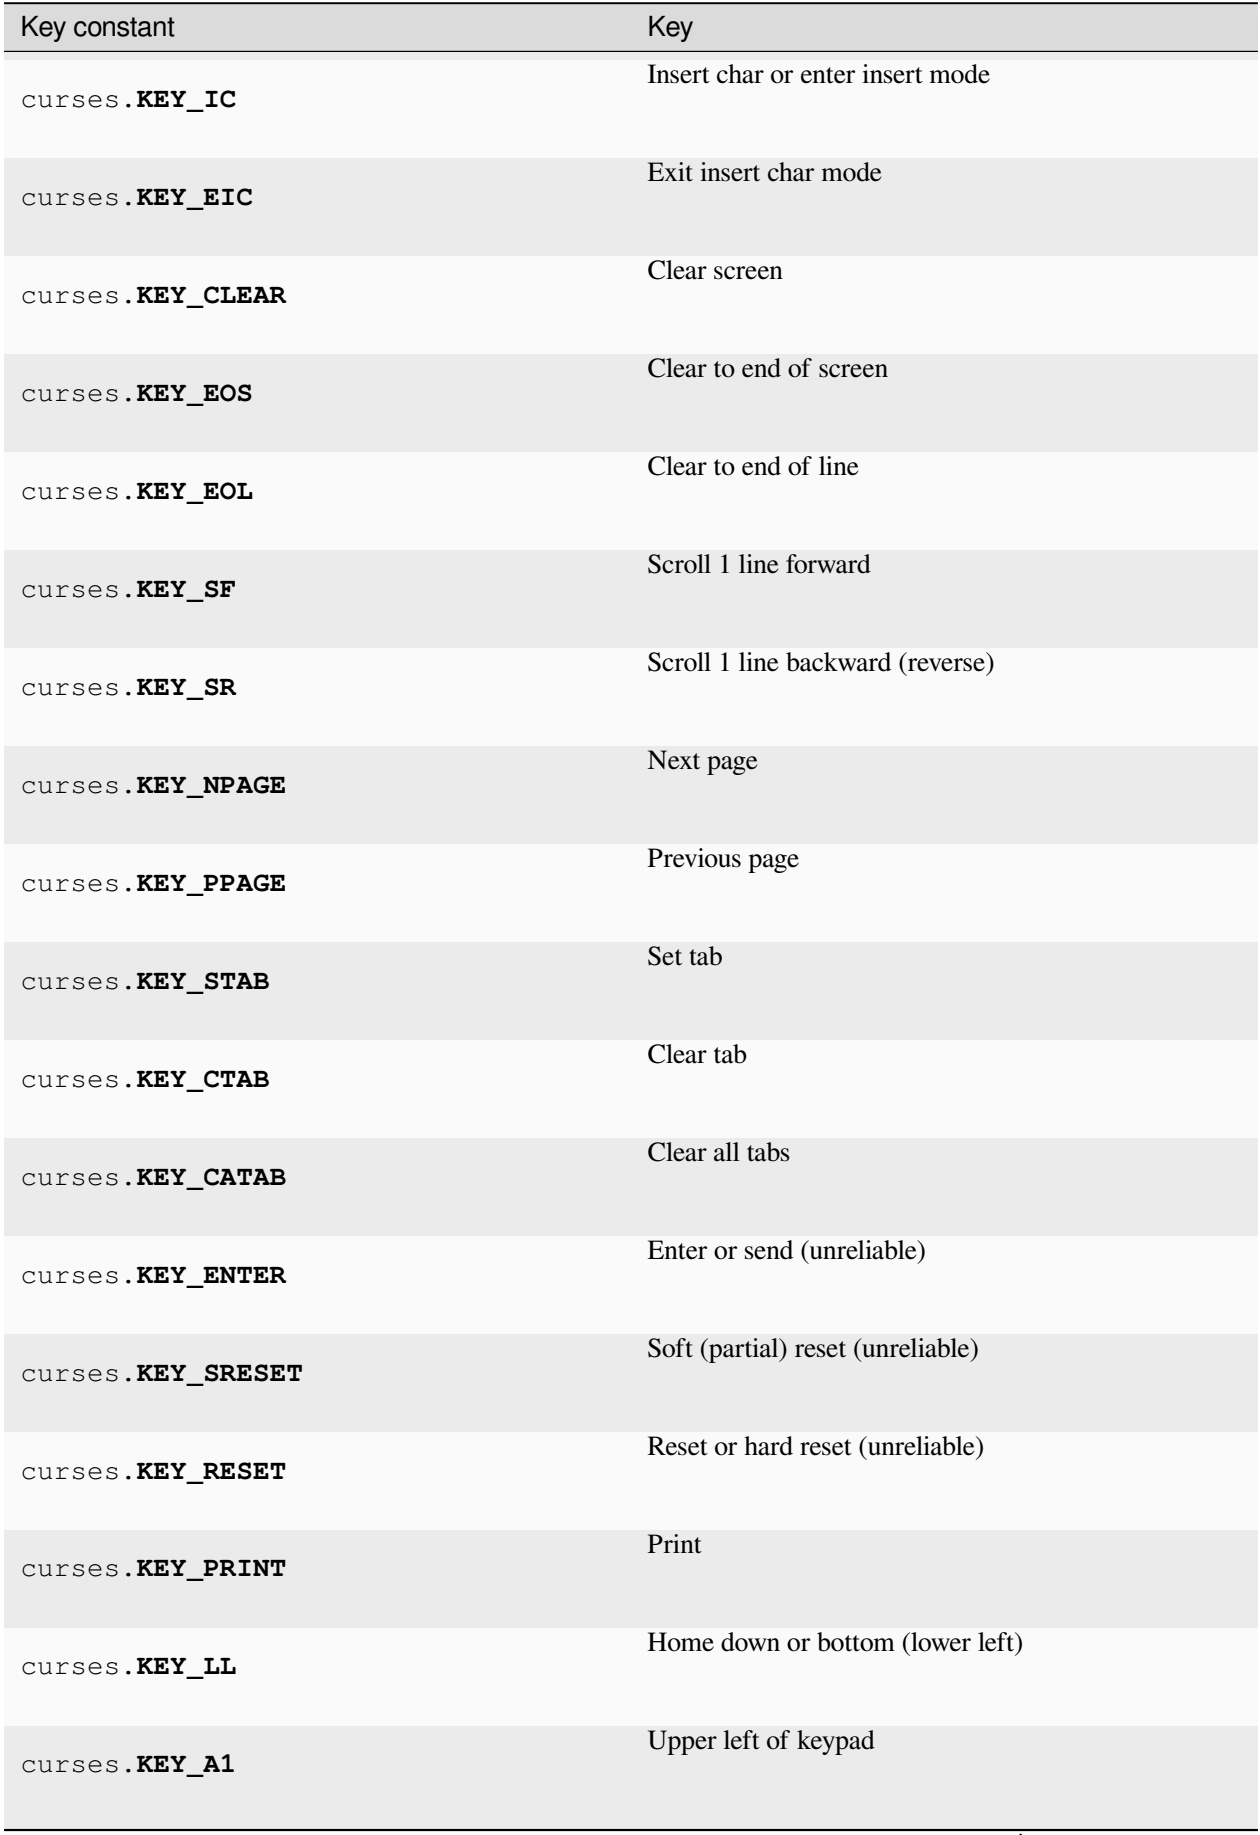 Key constant Key
Insert char or enter insert mode
curses.KEY_IC
Exit insert char mode
curses.KEY_EIC
Clear screen
curses.KEY_CLEAR
Clear to end of screen
curses.KEY_EOS
Clear to end of line
curses.KEY_EOL
Scroll 1 line forward
curses.KEY_SF
Scroll 1 line backward (reverse)
curses.KEY_SR
Next page
curses.KEY_NPAGE
Previous page
curses.KEY_PPAGE
Set tab
curses.KEY_STAB
Clear tab
curses.KEY_CTAB
Clear all tabs
curses.KEY_CATAB
Enter or send (unreliable)
curses.KEY_ENTER
Soft (partial) reset (unreliable)
curses.KEY_SRESET
Reset or hard reset (unreliable)
curses.KEY_RESET
Print
curses.KEY_PRINT
Home down or bottom (lower left)
curses.KEY_LL
Upper left of keypad
curses.KEY_A1